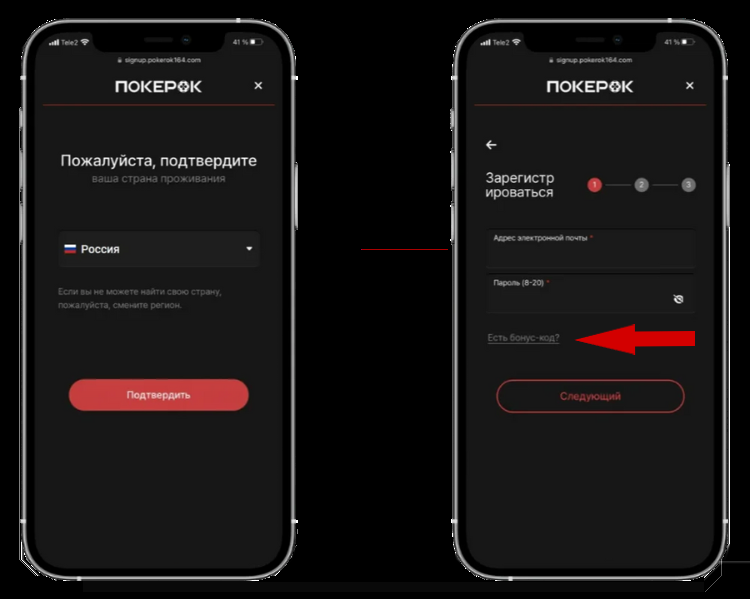 Tele2
41 %
signup.pokerok164.com
ПОКЕРОК
Пожалуйста, подтвердите
ваша страна проживания
Россия
Если вы не можете найти свою страну,
пожалуйста, смените регион.
Подтвердить
Tele2
41 %
signup.pokerok164.com
ПОКЕРОК
Зарегистр
ироваться
1
2
3
Адрес электронной почты *
Пароль (8-20) *
Есть бонус-код?
Следующий